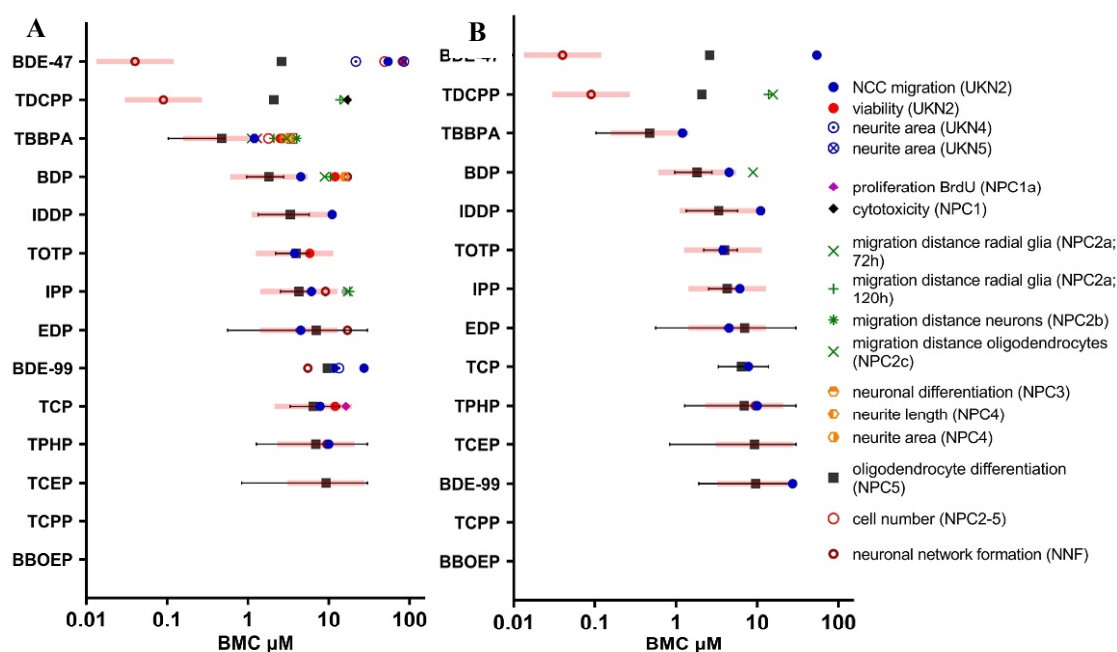 A
BDE-47
TDCPP
TBBPA
BDP
IDDP
TOTP
IPP
EDP
BDE-99
TCP
TPHP
TCEP
TCPP
BBOEP
0.01 0.1 1 10 100
BMC µM
B
TDCPP
TBBPA
BDP
IDDP
TOTP
IPP
EDP
TCP
TPHP
TCEP
BDE-99
TCPP
BBOEP
0.01 0.1 1 10 100
BMC µM
NCC migration (UKN2)
viability (UKN2)
neurite area (UKN4)
neurite area (UKN5)
proliferation BrdU (NPC1a)
cytotoxicity (NPC1)
migration distance radial glia (NPC2a;
72h)
migration distance radial glia (NPC2a;
120h)
migration distance neurons (NPC2b)
migration distance oligodendrocytes
(NPC2c)
neuronal differentiation (NPC3)
neurite length (NPC4)
neurite area (NPC4)
oligodendrocyte differentiation
(NPC5)
cell number (NPC2-5)
neuronal network formation (NNF)